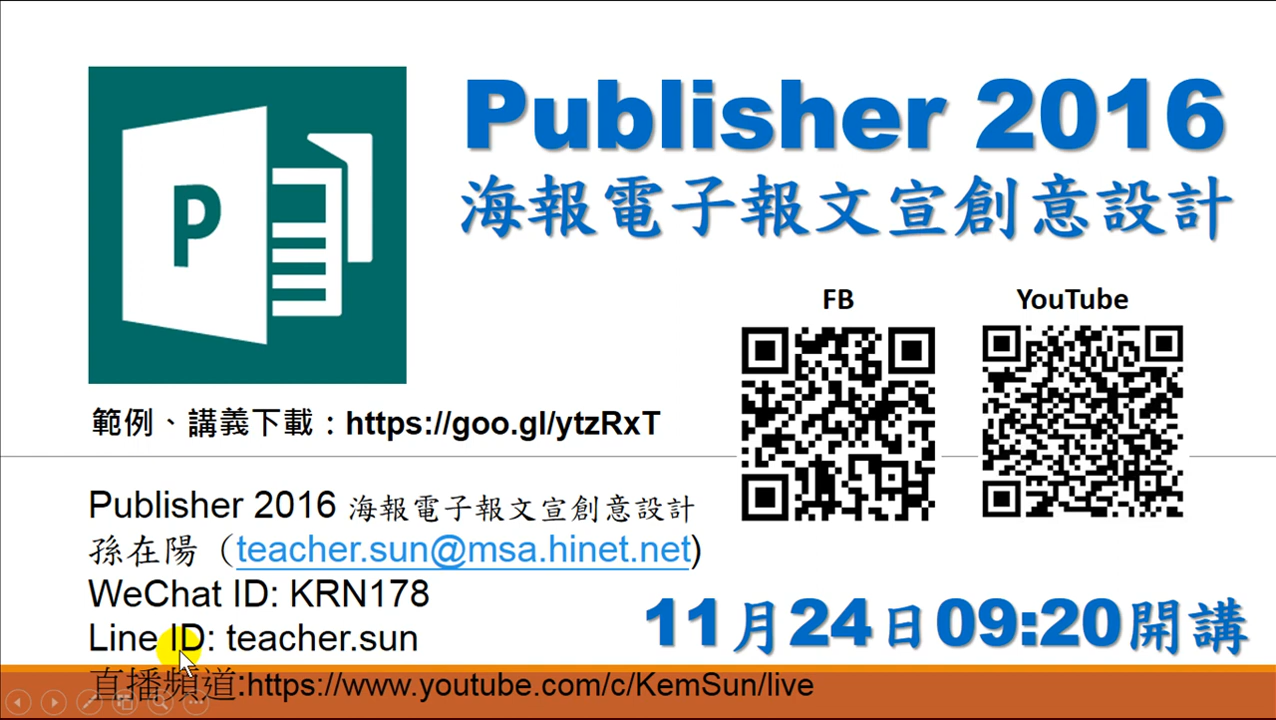 Publisher 2016
海報電子報文宣創意設計
P
FB
YouTube
範例、講義下載：https://goo.gl/ytzRxT
Publisher 2016 海報電子報文宣創意設計
孫在陽（teacher.sun@msa.hinet.net)
WeChat ID: KRN178
Line ID: teacher.sun
11月24日09:20開講
直播頻道:https://www.youtube.com/c/KemSun/live